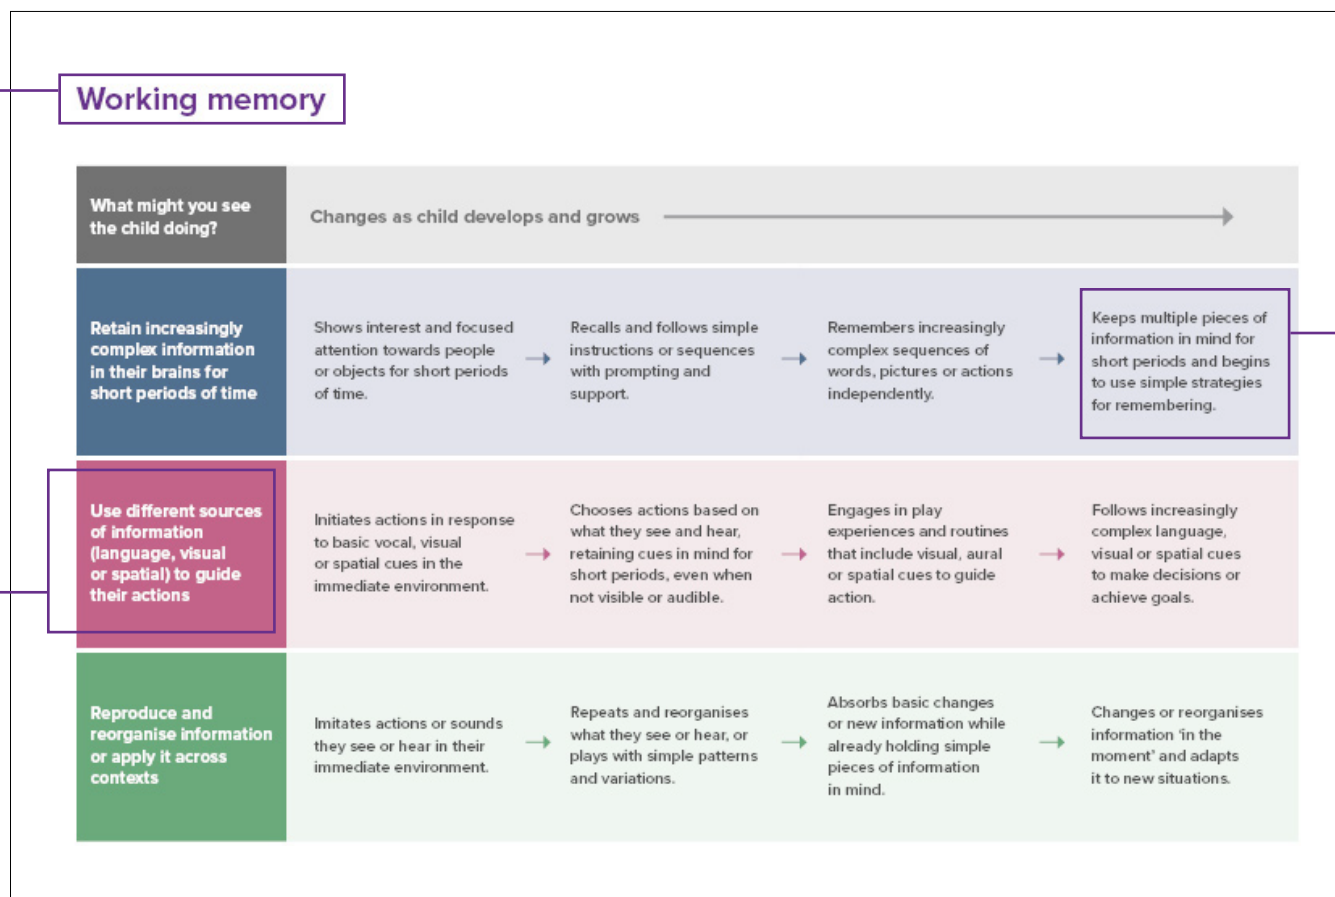 Working memory
What might you see
the child doing?
Changes as child develops and grows
Retain increasingly
complex information
in their brains for
short periods of time
Shows interest and focused
attention towards people
or objects for short periods
of time.
Recalls and follows simple
instructions or sequences
with prompting and
support.
Remembers increasingly
complex sequences of
words, pictures or actions
independently.
Keeps multiple pieces of
information in mind for
short periods and begins
to use simple strategies
for remembering.
Use different sources
of information
(language, visual
or spatial) to guide
their actions
Initiates actions in response
to basic vocal, visual
or spatial cues in the
immediate environment.
Chooses actions based on
what they see and hear,
retaining cues in mind for
short periods, even when
not visible or audible.
Engages in play
experiences and routines
that include visual, aural
or spatial cues to guide
action.
Follows increasingly
complex language,
visual or spatial cues
to make decisions or
achieve goals.
Reproduce and
reorganise information
or apply it across
contexts
Imitates actions or sounds
they see or hear in their
immediate environment.
Repeats and reorganises
what they see or hear, or
plays with simple patterns
and variations.
Absorbs basic changes
or new information while
already holding simple
pieces of information
in mind.
Changes or reorganises
information ‘in the
moment’ and adapts
it to new situations.